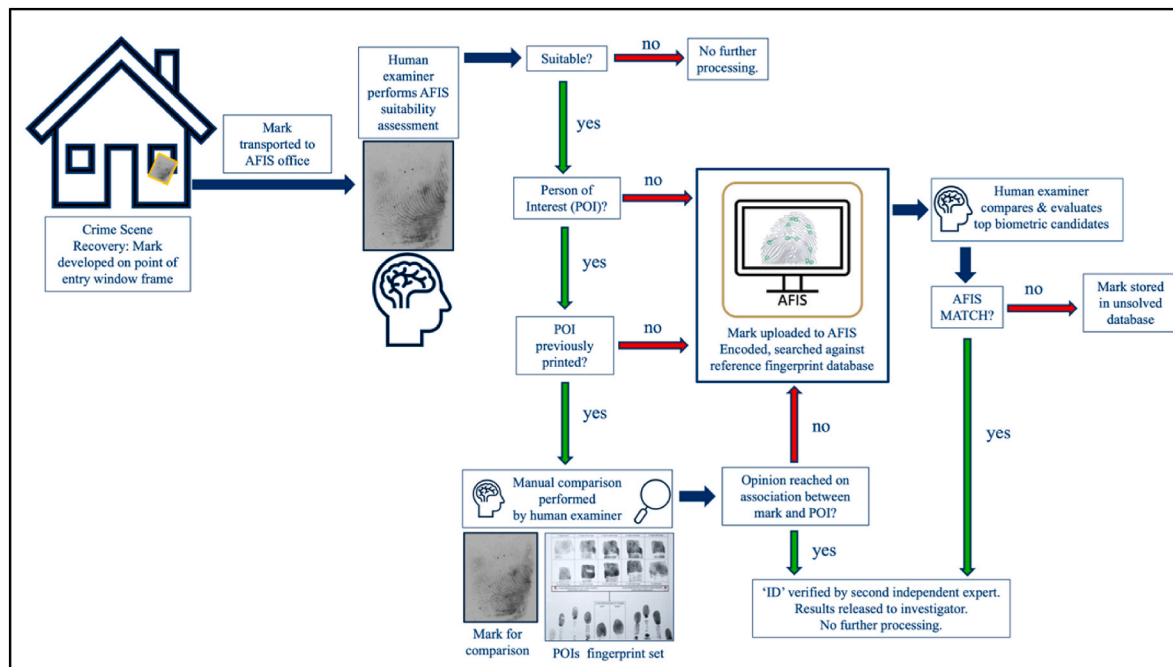 Crime Scene
Recovery: Mark
developed on point of
entry window frame
Mark
transported to
AFIS office
Human
examiner
performs AFIS
suitability
assessment
Suitable?
no
No further
processing.
yes
Person of
Interest (POI)?
no
yes
POI
previously
printed?
no
yes
Manual comparison
performed
by human examiner
Mark for
comparison
POIs fingerprint set
Opinion reached on
association between
mark and POI?
no
yes
AFIS
Mark uploaded to AFIS
Encoded, searched against
reference fingerprint database
Human examiner
compares & evaluates
top biometric candidates
AFIS
MATCH?
no
Mark stored
in unsolved
database
yes
‘ID’ verified by second independent expert.
Results released to investigator.
No further processing.